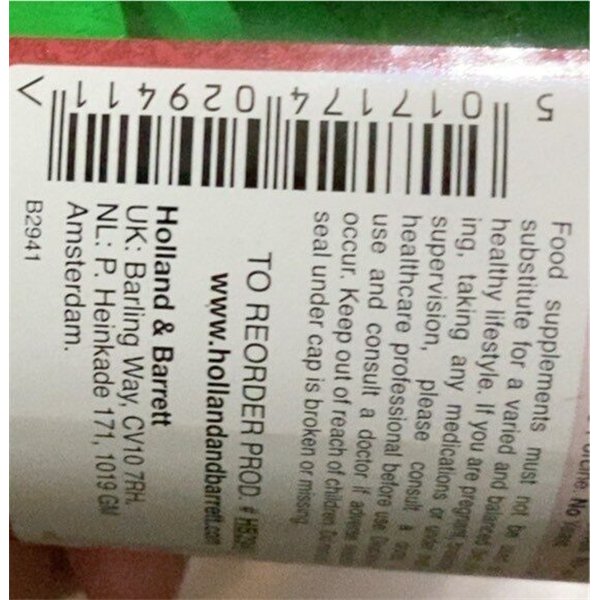 5 017174 029411 >
Food supplements must not be
substitute for a varied and balanced
healthy lifestyle. If you are pregnant,
ing, taking any medications or under
supervision, please consult a
healthcare professional before use.
use and consult a doctor if adverse
occur. Keep out of reach of children.
seal under cap is broken or missing.
TO REORDER PROD. #
www.hollandandbarrett.com
Holland & Barrett
UK: Barling Way, CV10 7RH.
NL: P. Heinkade 171, 1019 GM
Amsterdam.
B2941